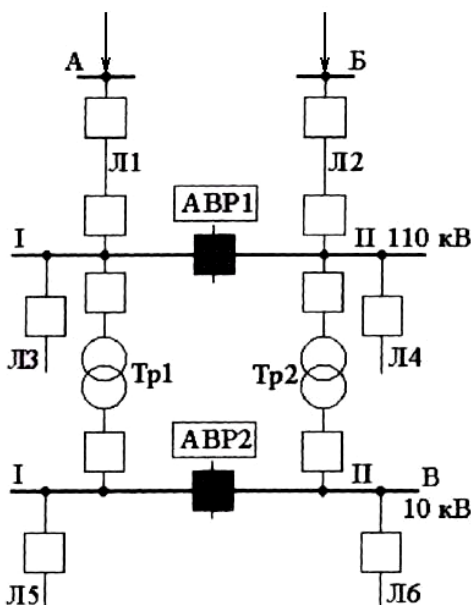 А Б
Л1 Л2
АВР1
I II 110 кВ
Л3 Л4
Тр1 Тр2
АВР2
I II В
10 кВ
Л5 Л6